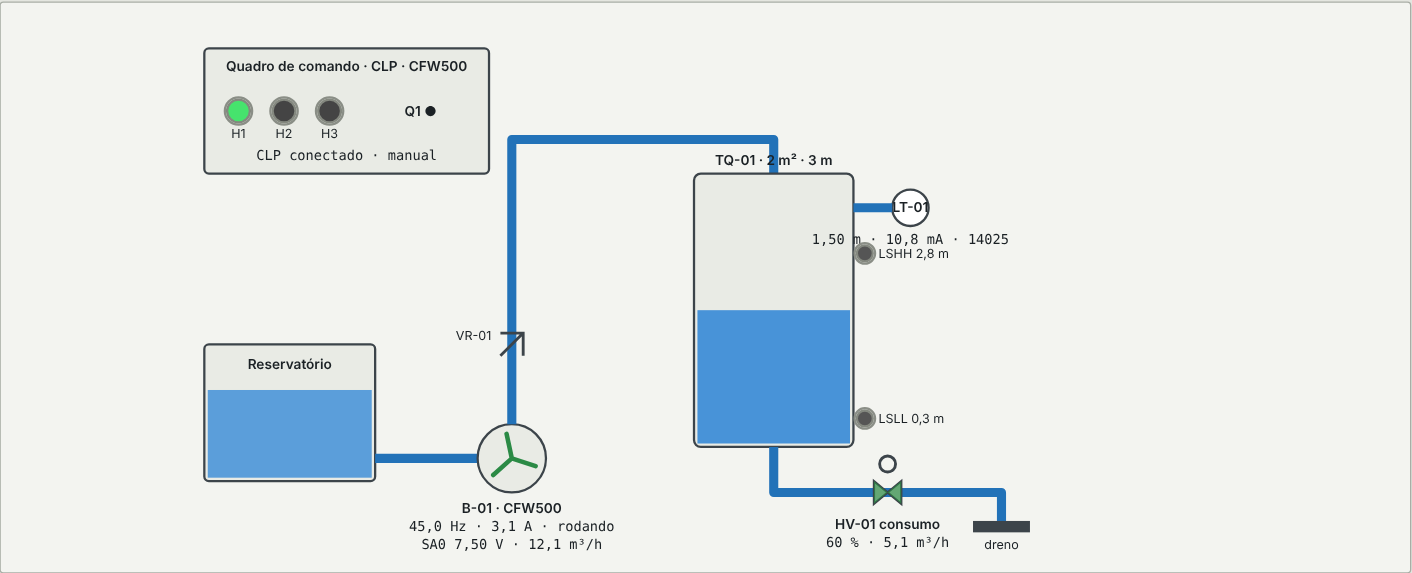 Quadro de comando · CLP · CFW500
Q1
H1 H2 H3
CLP conectado · manual
TQ-01 · 2 m² · 3 m
LT-01
1,50 m · 10,8 mA · 14025
LSHH 2,8 m
VR-01
Reservatório
LSLL 0,3 m
B-01 · CFW500
45,0 Hz · 3,1 A · rodando
SA0 7,50 V · 12,1 m³/h
HV-01 consumo
60 % · 5,1 m³/h
dreno